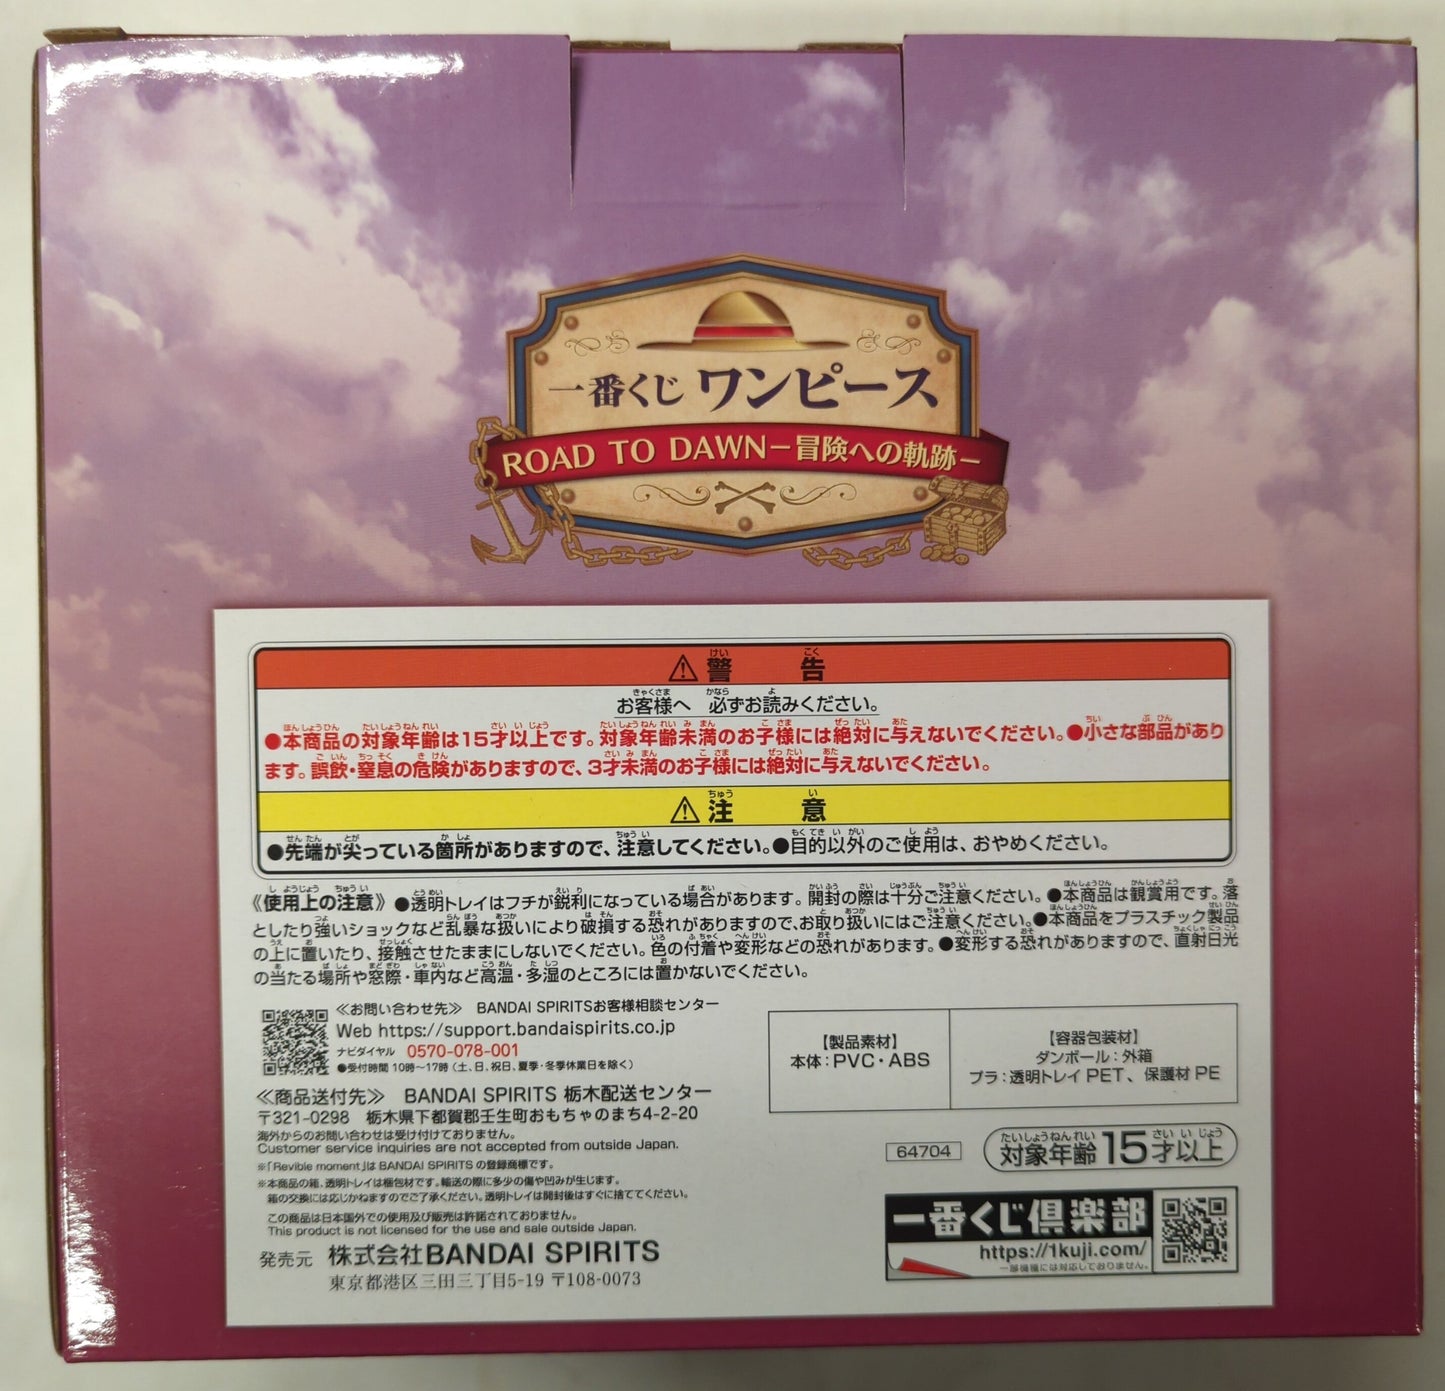 一番くじ ワンピース
ROAD TO DAWN－冒険への軌跡－
⚠警告
お客様へ 必ずお読みください。
●本商品の対象年齢は15才以上です。対象年齢未満のお子様には絶対に与えないでください。●小さな部品があり
ます。誤飲・窒息の危険がありますので、3才未満のお子様には絶対に与えないでください。
⚠注意
●先端が尖っている箇所がありますので、注意してください。●目的以外のご使用は、おやめください。
《使用上の注意》●透明トレイはフチが鋭利になっている場合があります。開封の際は十分ご注意ください。●本商品は観賞用です。落
としたり強いショックなど乱暴な扱いにより破損する恐れがありますので、お取り扱いにはご注意ください。●本商品をプラスチック製品
の上に置いたり、接触させたままにしないでください。色の付着や変形などの恐れがあります。●変形する恐れがありますので、直射日光
の当たる場所や窓際・車内など高温・多湿のところには置かないでください。
≪お問い合わせ先≫ BANDAI SPIRITSお客様相談センター
Web https://support.bandaispirits.co.jp
ナビダイヤル 0570-078-001
●受付時間 10時～17時（土、日、祝日、夏季・冬季休業日を除く）
≪商品送付先≫ BANDAI SPIRITS 栃木配送センター
〒321-0298 栃木県下都賀郡壬生町おもちゃのまち4-2-20
海外からのお問い合わせは受け付けておりません。
Customer service inquiries are not accepted from outside Japan.
※「Revible moment」は BANDAI SPIRITS の登録商標です。
※本商品の箱、透明トレイは梱包材です。輸送の際に多少の傷や凹みが生じます。
箱の交換には応じかねますのでご了承ください。透明トレイは開封後はすぐに捨ててください。
この商品は日本国外での使用及び販売は許諾されておりません。
This product is not licensed for the use and sale outside Japan.
発売元 株式会社BANDAI SPIRITS
東京都港区三田三丁目5-19 〒108-0073
【製品素材】
本体：PVC・ABS
【容器包装材】
ダンボール：外箱
プラ：透明トレイ PET、保護材 PE
64704
対象年齢15才以上
一番くじ倶楽部
https://1kuji.com/
一部機種には対応しておりません。